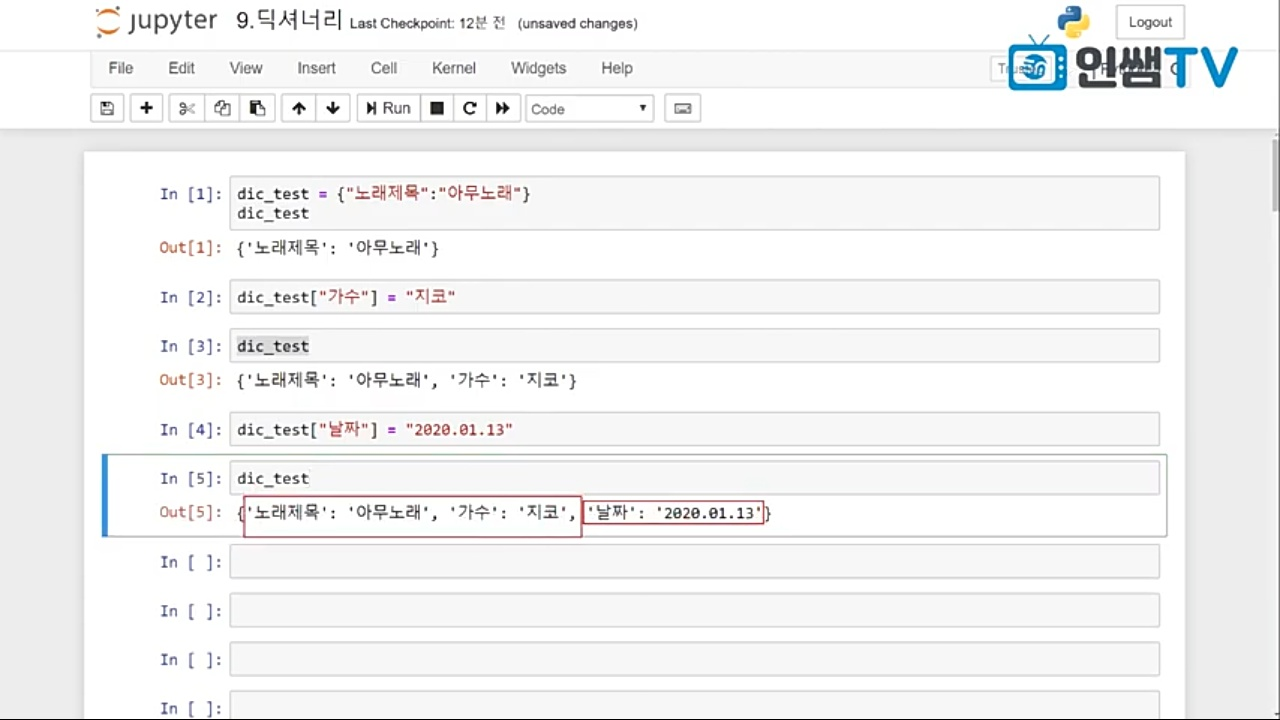 jupyter 9.딕셔너리 Last Checkpoint: 12분 전 (unsaved changes)
Logout
인쌤TV
File Edit View Insert Cell Kernel Widgets Help
Run Code
In [1]: dic_test = {"노래제목":"아무노래"}
dic_test
Out[1]: {'노래제목': '아무노래'}
In [2]: dic_test["가수"] = "지코"
In [3]: dic_test
Out[3]: {'노래제목': '아무노래', '가수': '지코'}
In [4]: dic_test["날짜"] = "2020.01.13"
In [5]: dic_test
Out[5]: {'노래제목': '아무노래', '가수': '지코', '날짜': '2020.01.13'}
In [ ]:
In [ ]:
In [ ]:
In [ ]: